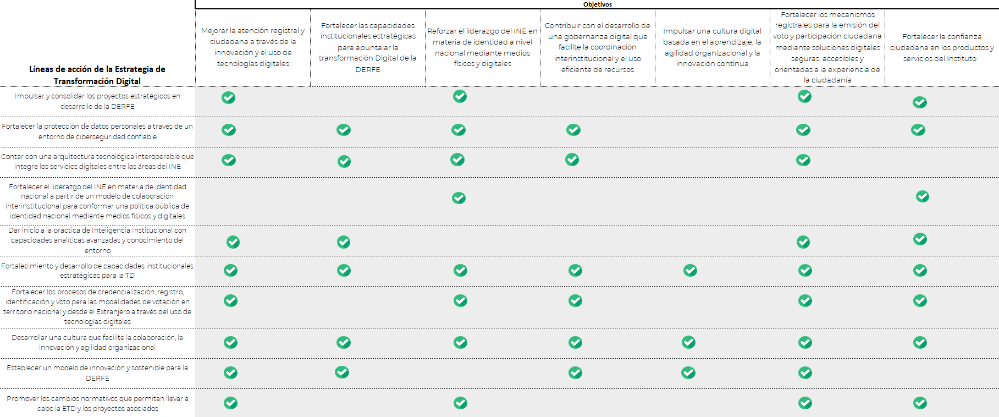 Objetivos
Mejorar la atención registral y
ciudadana a través de la
innovación y el uso de
tecnologías digitales
Fortalecer las capacidades
institucionales estratégicas
para apuntalar la
transformación Digital de la
DERFE
Reforzar el liderazgo del INE en
materia de identidad a nivel
nacional mediante medios
físicos y digitales
Contribuir con el desarrollo de
una gobernanza digital que
facilite la coordinación
interinstitucional y el uso
eficiente de recursos
Impulsar una cultura digital
basada en el aprendizaje, la
agilidad organizacional y la
innovación continua
Fortalecer los mecanismos
registrales para la emisión del
voto y participación ciudadana
mediante soluciones digitales
seguras, accesibles y
orientadas a la experiencia de
la ciudadanía
Fortalecer la confianza
ciudadana en los productos y
servicios del Instituto
Líneas de acción de la Estrategia de
Transformación Digital
Impulsar y consolidar los proyectos estratégicos en
desarrollo de la DERFE
Fortalecer la protección de datos personales a través de un
entorno de ciberseguridad confiable
Contar con una arquitectura tecnológica interoperable que
integre los servicios digitales entre las áreas del INE
Fortalecer el liderazgo del INE en materia de identidad
nacional a partir de un modelo de colaboración
interinstitucional para conformar una política pública de
identidad nacional mediante medios físicos y digitales
Dar inicio a la práctica de Inteligencia Institucional con
capacidades analíticas avanzadas y conocimiento del
entorno
Fortalecimiento y desarrollo de capacidades institucionales
estratégicas para la TD
Fortalecer los procesos de credencialización, registro,
identificación y voto para las modalidades de votación en
territorio nacional y desde el Extranjero a través del uso de
tecnologías digitales
Desarrollar una cultura que facilite la colaboración, la
innovación y agilidad organizacional
Establecer un modelo de innovación y sostenible para la
DERFE
Promover los cambios normativos que permitan llevar a
cabo la ETD y los proyectos asociados